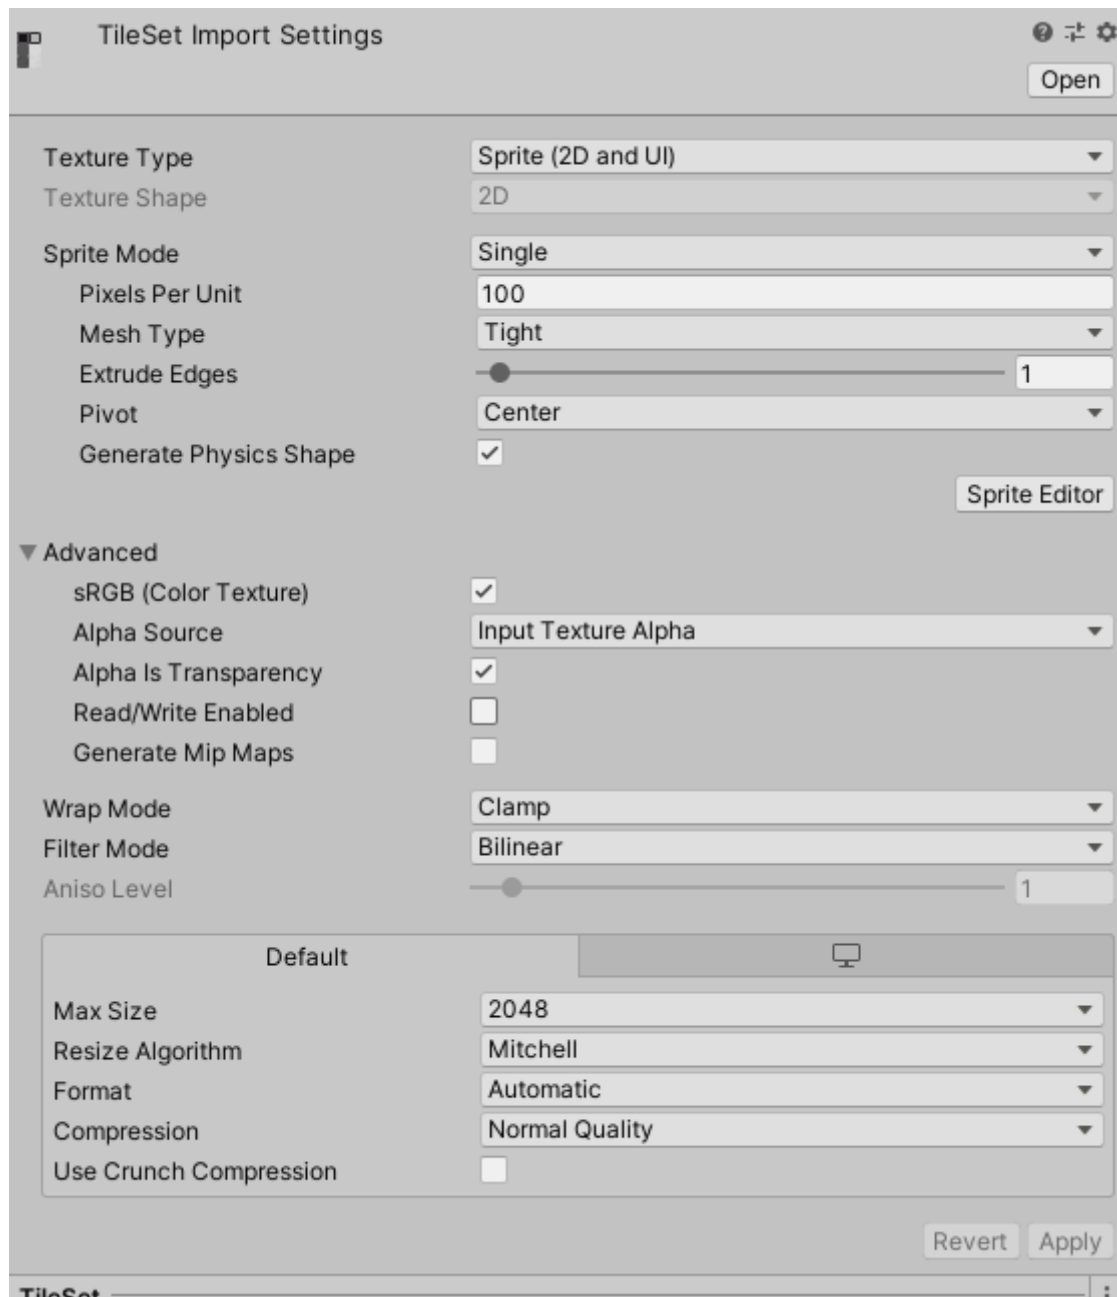 TileSet Import Settings
Open
Texture Type Sprite (2D and UI)
Texture Shape 2D
Sprite Mode Single
Pixels Per Unit 100
Mesh Type Tight
Extrude Edges 1
Pivot Center
Generate Physics Shape
Sprite Editor
Advanced
sRGB (Color Texture)
Alpha Source Input Texture Alpha
Alpha Is Transparency
Read/Write Enabled
Generate Mip Maps
Wrap Mode Clamp
Filter Mode Bilinear
Aniso Level 1
Default
Max Size 2048
Resize Algorithm Mitchell
Format Automatic
Compression Normal Quality
Use Crunch Compression
Revert Apply
TileSet